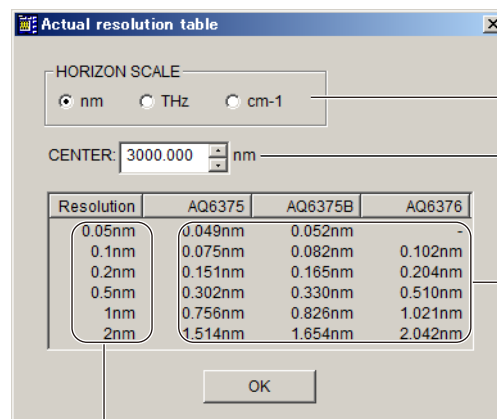 Actual resolution table
HORIZON SCALE
nm THz cm-1
CENTER: 3000.000 nm
Resolution AQ6375 AQ6375B AQ6376
0.05nm 0.049nm 0.052nm -
0.1nm 0.075nm 0.082nm 0.102nm
0.2nm 0.151nm 0.165nm 0.204nm
0.5nm 0.302nm 0.330nm 0.510nm
1nm 0.756nm 0.826nm 1.021nm
2nm 1.514nm 1.654nm 2.042nm
OK